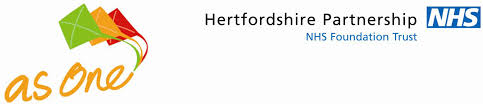 as one
Hertfordshire Partnership NHS
NHS Foundation Trust